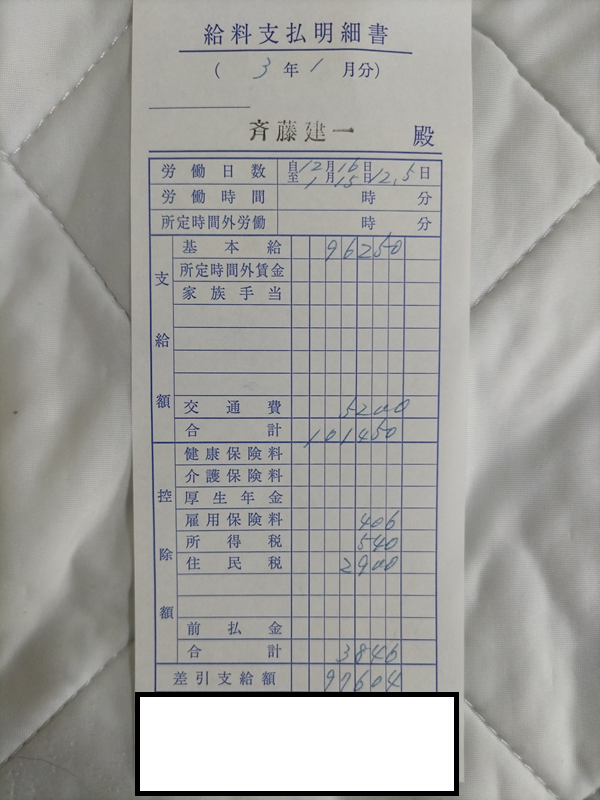 給料支払明細書
(3年1月分)
斉藤建一 殿
労働日数 自12月16日 至1月15日 12,5日
労働時間 時 分
所定時間外労働 時 分
支給額
基本給 96250
所定時間外賃金
家族手当
交通費 5200
合計 101450
控除額
健康保険料
介護保険料
厚生年金
雇用保険料 406
所得税 540
住民税 2900
前払金
合計 3846
差引支給額 97604